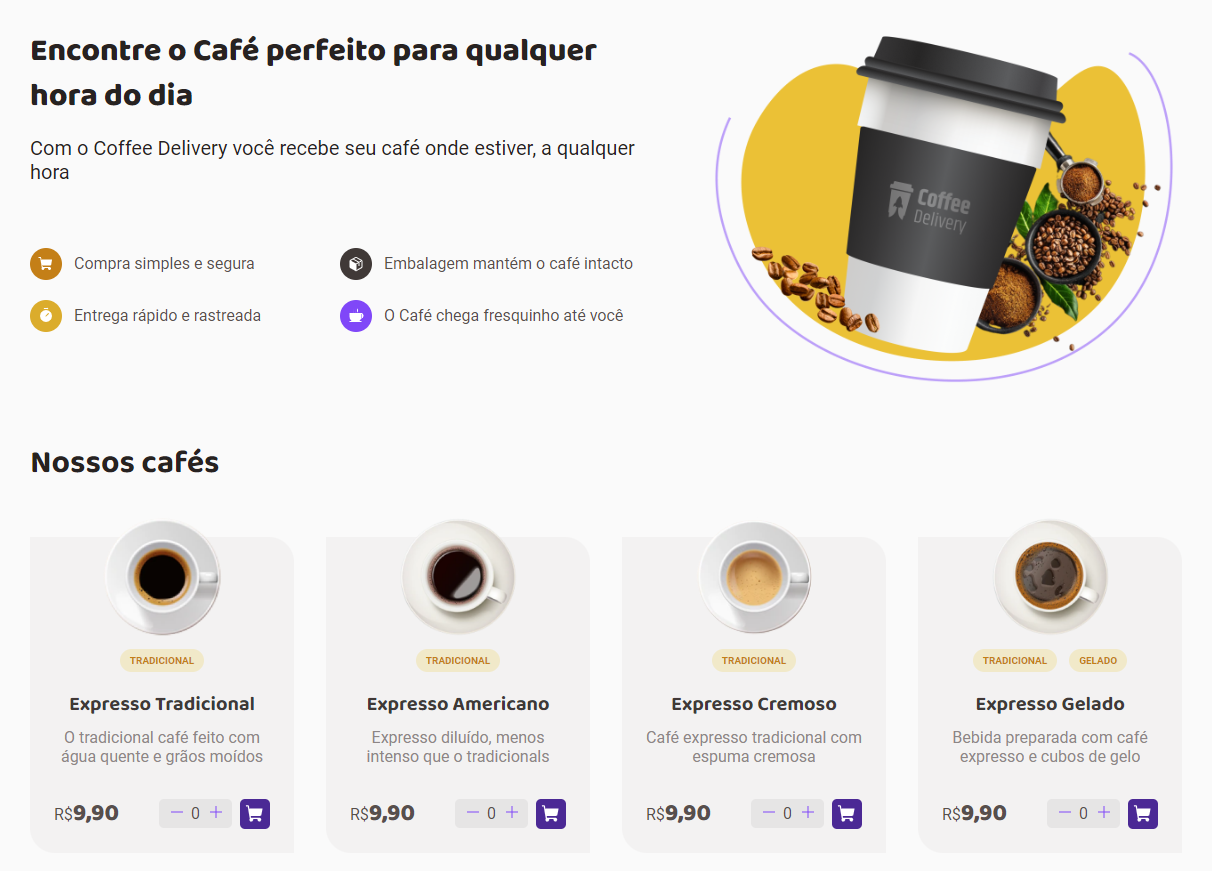 Encontre o Café perfeito para qualquer
hora do dia
Com o Coffee Delivery você recebe seu café onde estiver, a qualquer
hora
Compra simples e segura
Embalagem mantém o café intacto
Entrega rápido e rastreada
O Café chega fresquinho até você
Coffee
Delivery
Nossos cafés
TRADICIONAL
Expresso Tradicional
O tradicional café feito com
água quente e grãos moídos
R$9,90
0
TRADICIONAL
Expresso Americano
Expresso diluído, menos
intenso que o tradicionals
R$9,90
0
TRADICIONAL
Expresso Cremoso
Café expresso tradicional com
espuma cremosa
R$9,90
0
TRADICIONAL GELADO
Expresso Gelado
Bebida preparada com café
expresso e cubos de gelo
R$9,90
0